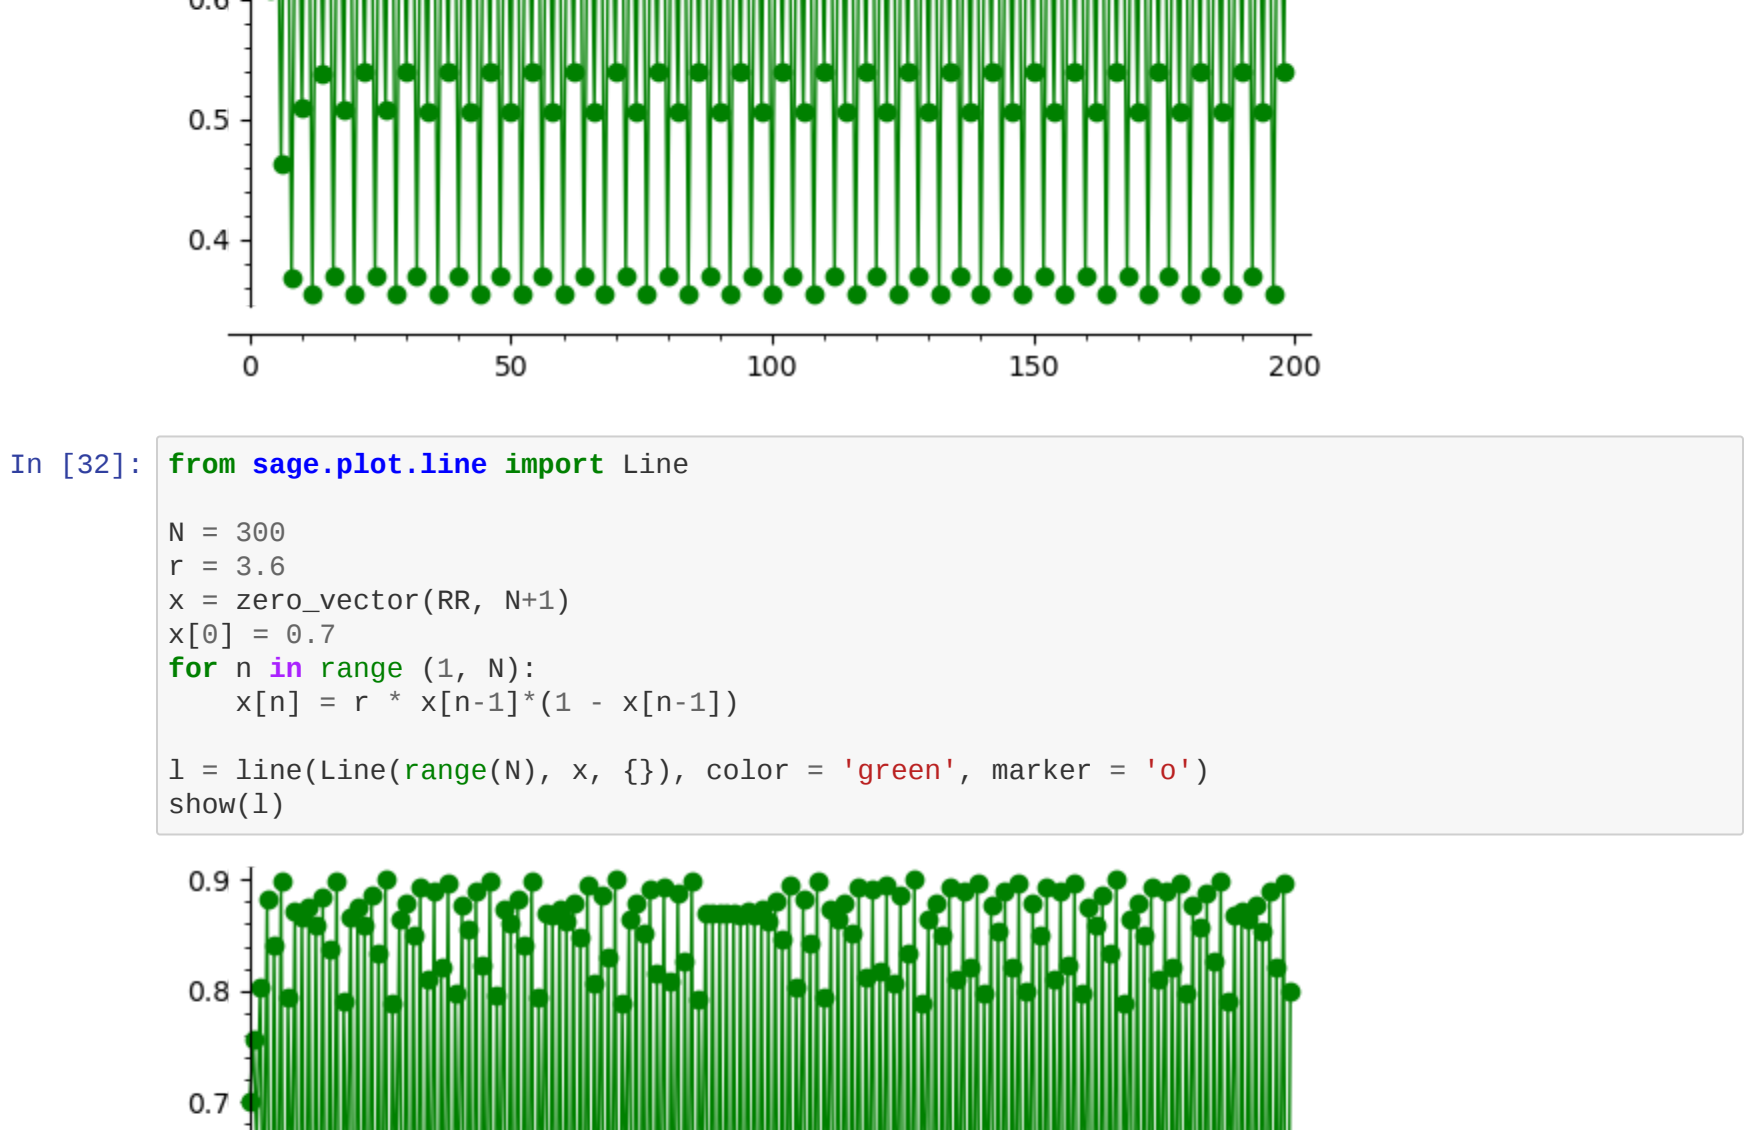 0.6
0.5
0.4
0 50 100 150 200
In [32]: from sage.plot.line import Line
N = 300
r = 3.6
x = zero_vector(RR, N+1)
x[0] = 0.7
for n in range (1, N):
    x[n] = r * x[n-1]*(1 - x[n-1])
l = line(Line(range(N), x, {}), color = 'green', marker = 'o')
show(l)
0.9
0.8
0.7